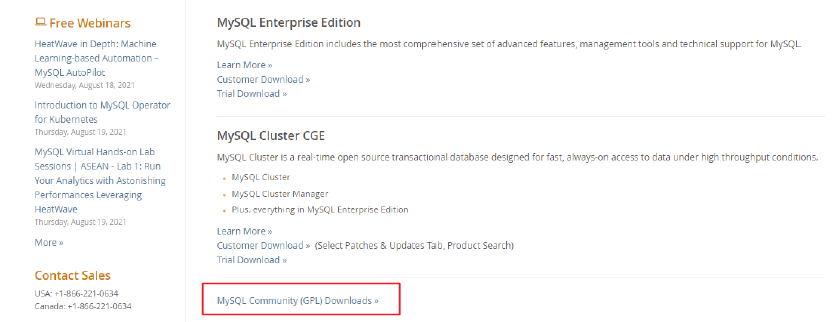 Free Webinars
HeatWave in Depth: Machine
Learning-based Automation –
MySQL AutoPilot
Wednesday, August 18, 2021
Introduction to MySQL Operator
for Kubernetes
Thursday, August 19, 2021
MySQL Virtual Hands-on Lab
Sessions | ASEAN - Lab 1: Run
Your Analytics with Astonishing
Performances Leveraging
HeatWave
Thursday, August 19, 2021
More »
Contact Sales
USA: +1-866-221-0634
Canada: +1-866-221-0634
MySQL Enterprise Edition
MySQL Enterprise Edition includes the most comprehensive set of advanced features, management tools and technical support for MySQL.
Learn More »
Customer Download »
Trial Download »
MySQL Cluster CGE
MySQL Cluster is a real-time open source transactional database designed for fast, always-on access to data under high throughput conditions.
MySQL Cluster
MySQL Cluster Manager
Plus, everything in MySQL Enterprise Edition
Learn More »
Customer Download » (Select Patches & Updates Tab, Product Search)
Trial Download »
MySQL Community (GPL) Downloads »